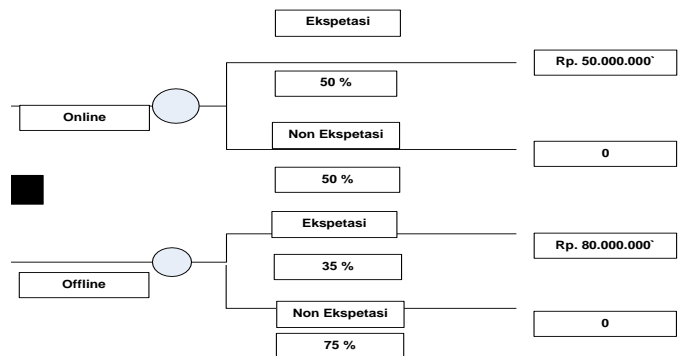 Ekspetasi
Rp. 50.000.000`
50 %
Online
Non Ekspetasi
0
50 %
Ekspetasi
Rp. 80.000.000`
35 %
Offline
Non Ekspetasi
0
75 %